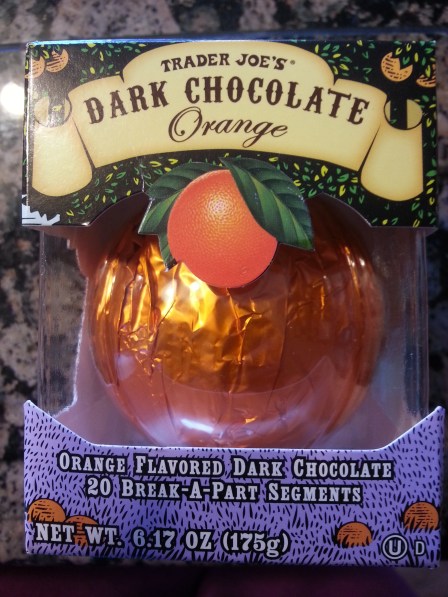 TRADER JOE'S®
DARK CHOCOLATE
Orange
ORANGE FLAVORED DARK CHOCOLATE
20 BREAK-A-PART SEGMENTS
NET WT. 6.17 OZ (175g)
U D